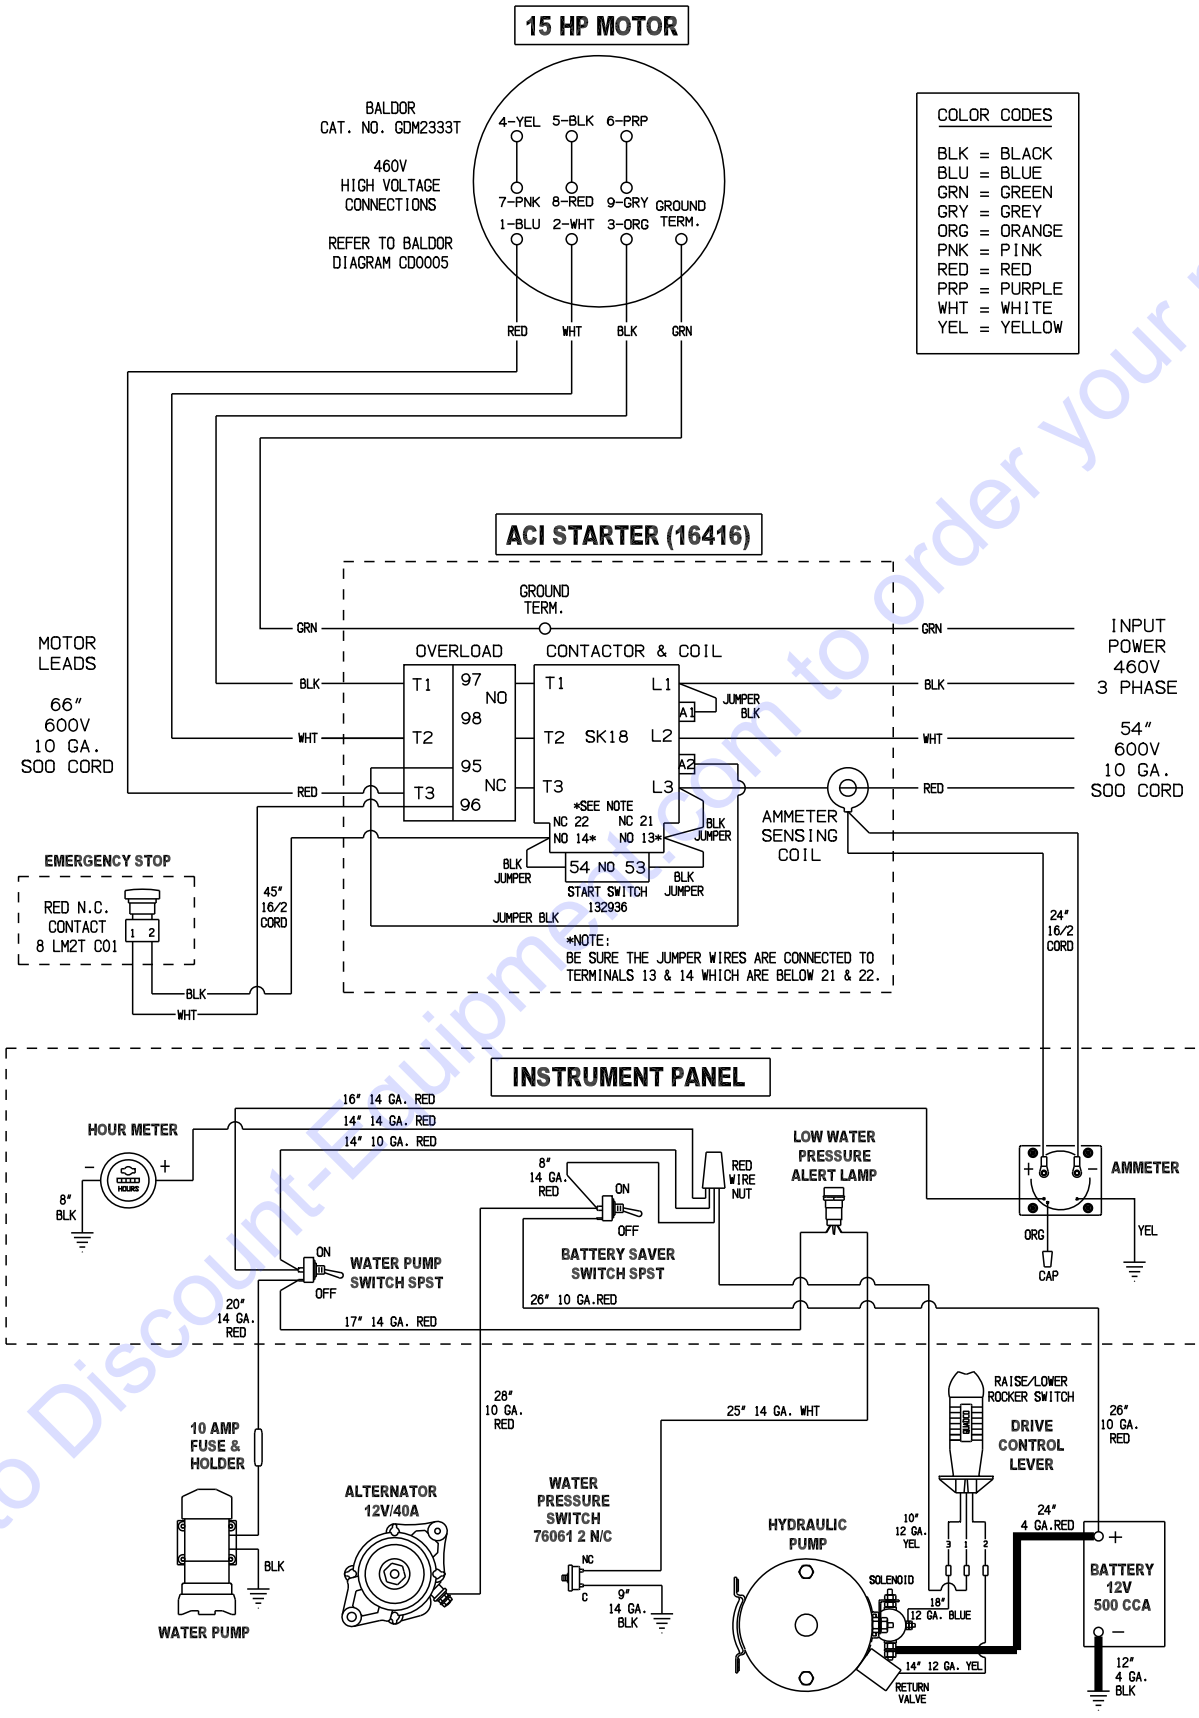 15 HP MOTOR
BALDOR
CAT. NO. GDM2333T
460V
HIGH VOLTAGE
CONNECTIONS
REFER TO BALDOR
DIAGRAM CD0005
4-YEL 5-BLK 6-PRP
7-PNK 8-RED 9-GRY GROUND
1-BLU 2-WHT 3-ORG TERM.
RED WHT BLK GRN
COLOR CODES
BLK = BLACK
BLU = BLUE
GRN = GREEN
GRY = GREY
ORG = ORANGE
PNK = PINK
RED = RED
PRP = PURPLE
WHT = WHITE
YEL = YELLOW
ACI STARTER (16416)
GROUND
TERM.
GRN
GRN
MOTOR
LEADS
66"
600V
10 GA.
SOO CORD
INPUT
POWER
460V
3 PHASE
54"
600V
10 GA.
SOO CORD
OVERLOAD
CONTACTOR & COIL
BLK T1 97 NO T1 L1 BLK
98
A1
JUMPER
BLK
WHT T2 T2 SK18 L2 WHT
95
A2
RED T3 NC T3 L3 RED
96
*SEE NOTE
NC 22 NC 21
NO 14* NO 13*
BLK
JUMPER
54 NO 53
BLK
JUMPER
BLK
JUMPER
START SWITCH
132936
JUMPER BLK
AMMETER
SENSING
COIL
*NOTE:
BE SURE THE JUMPER WIRES ARE CONNECTED TO
TERMINALS 13 & 14 WHICH ARE BELOW 21 & 22.
EMERGENCY STOP
RED N.C.
CONTACT
8 LM2T C01
1 2
45"
16/2
CORD
BLK
WHT
24"
16/2
CORD
INSTRUMENT PANEL
16" 14 GA. RED
14" 14 GA. RED
14" 10 GA. RED
HOUR METER
- +
HOURS
8"
BLK
8"
14 GA.
RED
RED
WIRE
NUT
ON
OFF
BATTERY SAVER
SWITCH SPST
LOW WATER
PRESSURE
ALERT LAMP
AMMETER
+ -
ORG
CAP
YEL
ON
OFF
WATER PUMP
SWITCH SPST
26" 10 GA.RED
17" 14 GA. RED
20"
14 GA.
RED
28"
10 GA.
RED
25" 14 GA. WHT
10 AMP
FUSE &
HOLDER
BLK
WATER PUMP
ALTERNATOR
12V/40A
WATER
PRESSURE
SWITCH
76061 2 N/C
NC
C
9"
14 GA.
BLK
RAISE/LOWER
ROCKER SWITCH
DRIVE
CONTROL
LEVER
26"
10 GA.
RED
24"
4 GA.RED
10"
12 GA.
YEL
3 1 2
HYDRAULIC
PUMP
SOLENOID
18"
12 GA. BLUE
14" 12 GA. YEL
RETURN
VALVE
+
BATTERY
12V
500 CCA
-
12"
4 GA.
BLK
to Discount-Equipment.com to order your